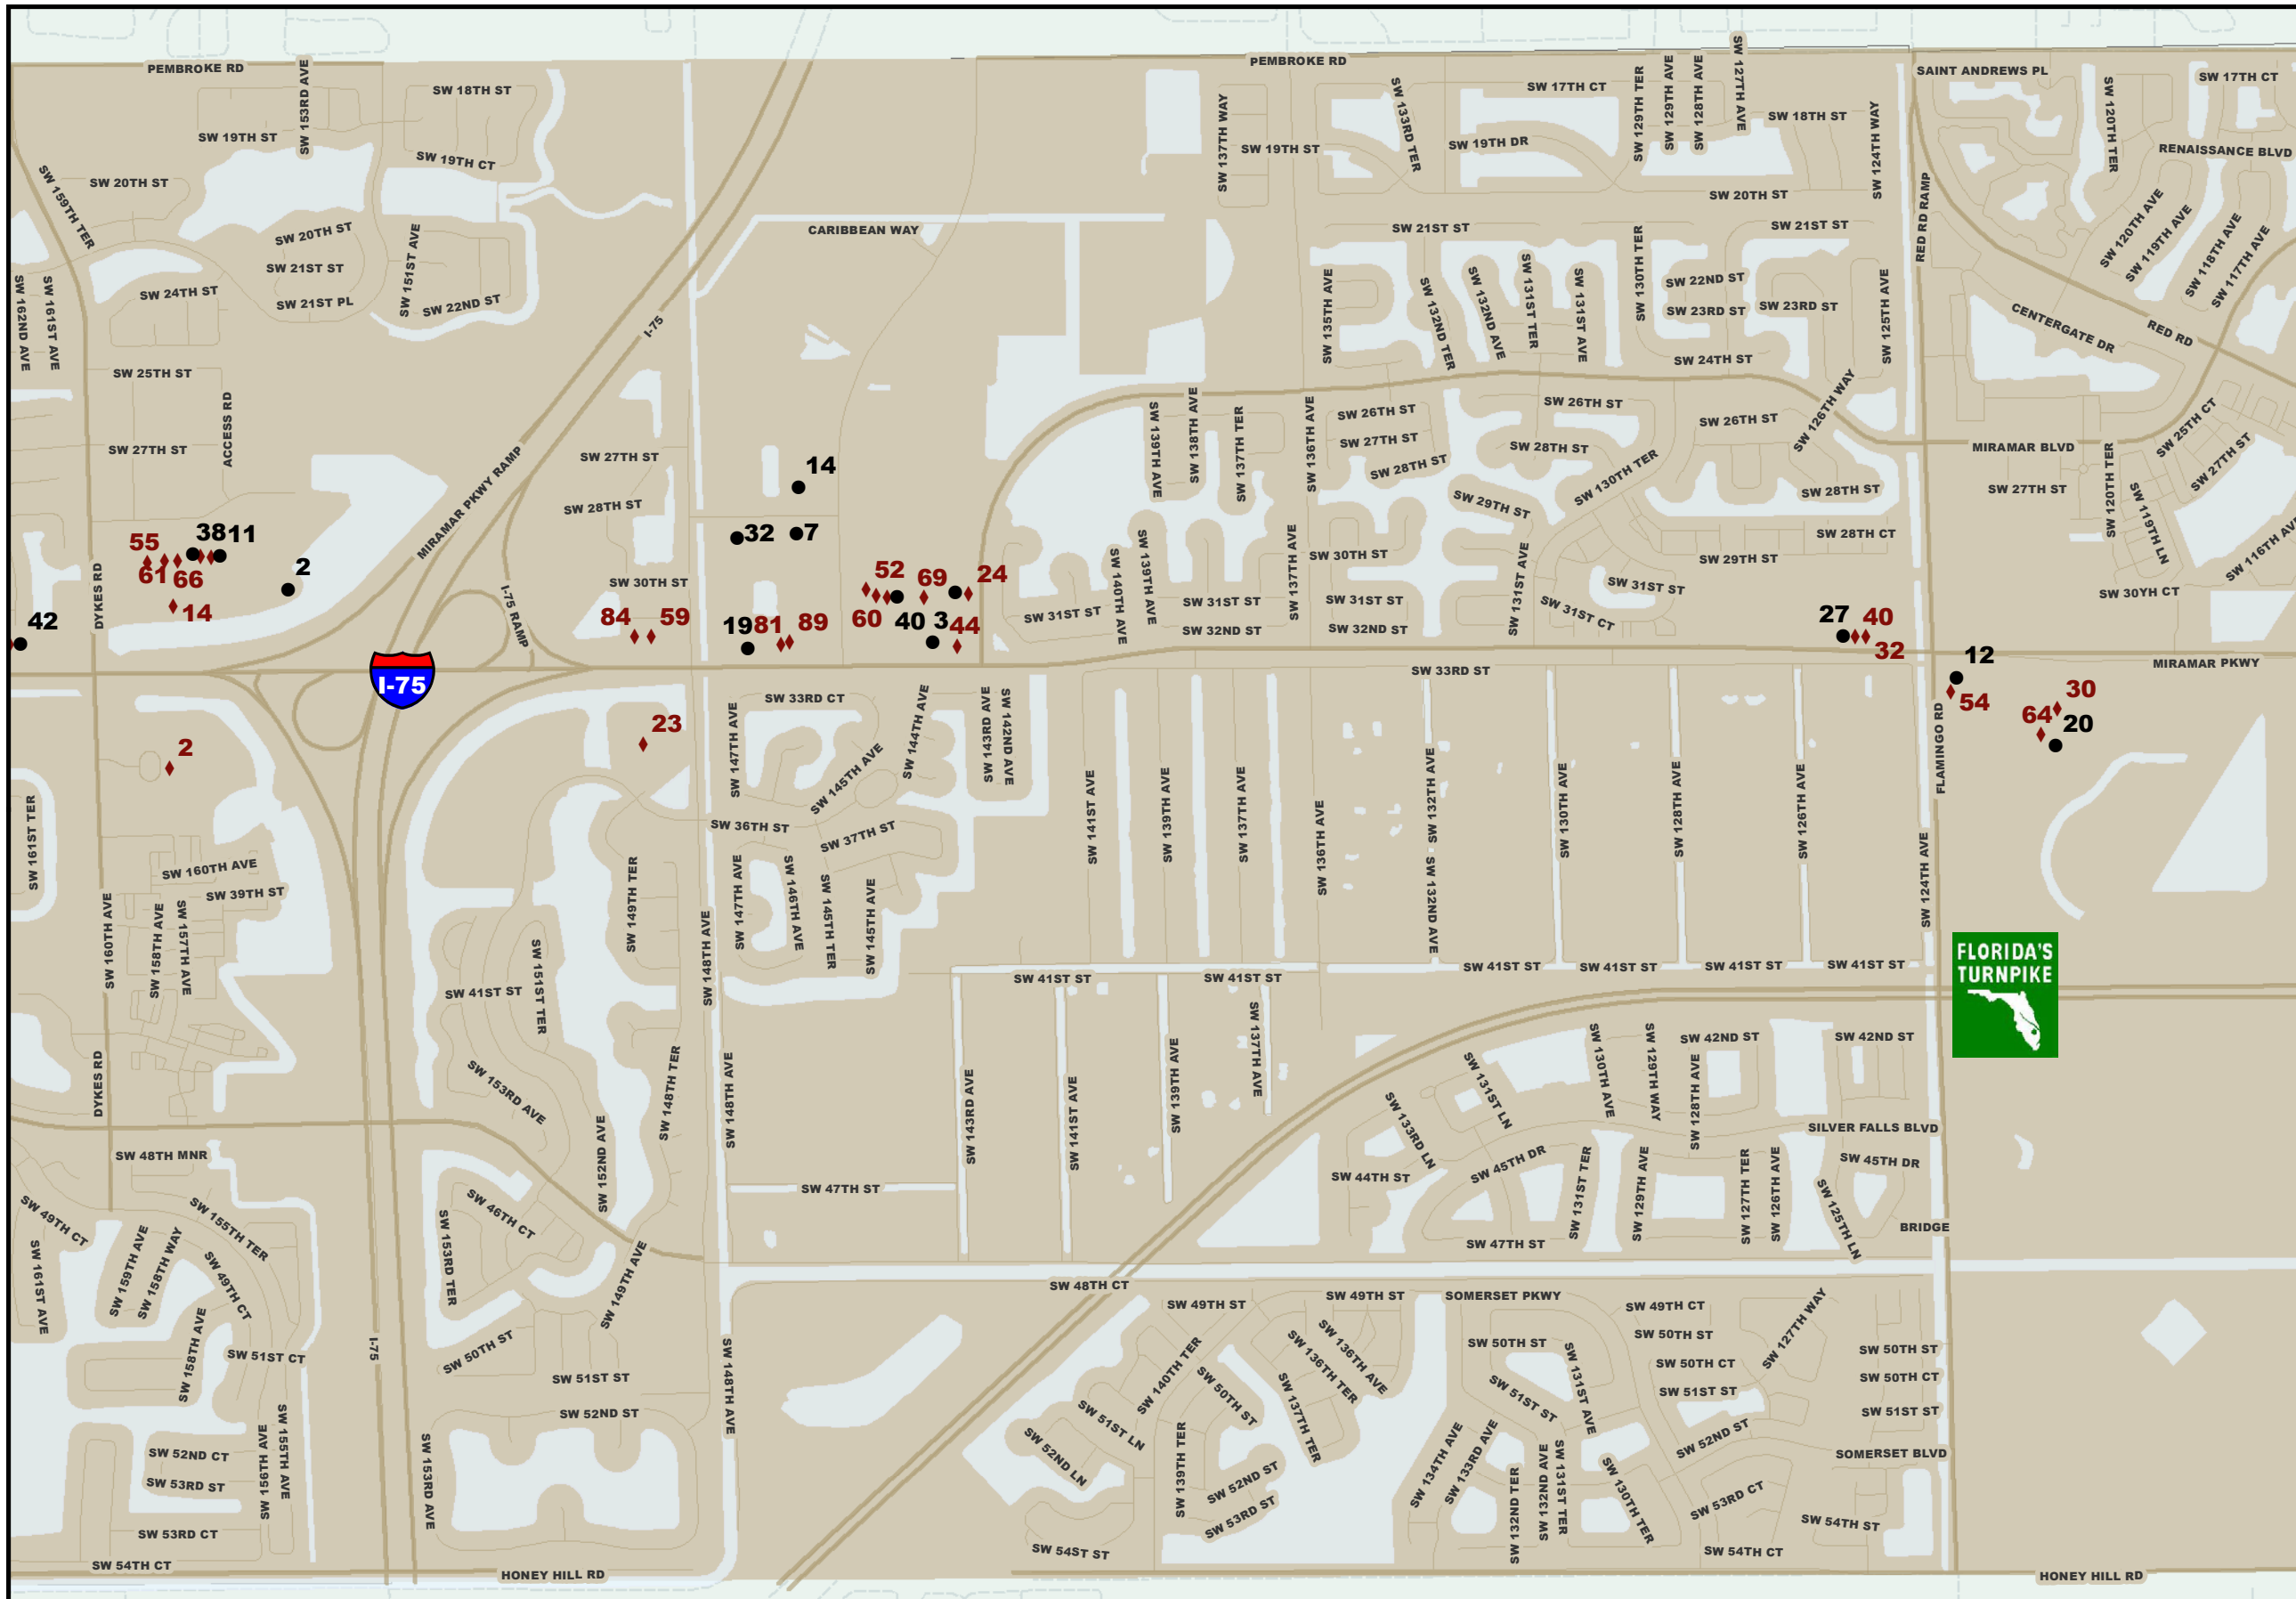 PEMBROKE RD
PEMBROKE RD
SW 18TH ST
SW 153RD AVE
SW 19TH ST
SW 19TH CT
SW 159TH TER
SW 20TH ST
SW 20TH ST
SW 21ST ST
SW 21ST PL
SW 151ST AVE
SW 22ND ST
SW 24TH ST
SW 162ND AVE
SW 161ST AVE
SW 25TH ST
ACCESS RD
SW 27TH ST
I-75
MIRAMAR PKWY RAMP
CARIBBEAN WAY
SW 137TH WAY
SW 19TH ST
SW 133RD TER
SW 17TH CT
SW 19TH DR
SW 129TH TER
SW 129TH AVE
SW 128TH AVE
SW 127TH AVE
SW 18TH ST
SW 124TH WAY
SW 20TH ST
SW 21ST ST
SW 21ST ST
SAINT ANDREWS PL
SW 17TH CT
SW 120TH TER
RENAISSANCE BLVD
RED RD RAMP
SW 120TH AVE
SW 119TH AVE
SW 118TH AVE
SW 117TH AVE
CENTERGATE DR
RED RD
SW 135TH AVE
SW 132ND TER
SW 132ND AVE
SW 131ST TER
SW 131ST AVE
SW 130TH TER
SW 22ND ST
SW 23RD ST
SW 23RD ST
SW 24TH ST
SW 125TH AVE
SW 126TH WAY
SW 139TH AVE
SW 138TH AVE
SW 137TH TER
SW 136TH AVE
SW 26TH ST
SW 27TH ST
SW 28TH ST
SW 26TH ST
SW 28TH ST
SW 26TH ST
SW 130TH TER
SW 29TH ST
SW 28TH ST
SW 28TH CT
SW 29TH ST
MIRAMAR BLVD
SW 27TH ST
SW 120TH TER
SW 119TH LN
SW 25TH CT
SW 27TH ST
SW 116TH AVE
SW 30YH CT
SW 27TH ST
SW 28TH ST
SW 30TH ST
I-75 RAMP
DYKES RD
55
38
11
61
66
14
2
42
14
32
7
84
59
19
81
89
52
60
40
69
24
3
44
SW 140TH AVE
SW 139TH AVE
SW 31ST ST
SW 31ST ST
SW 32ND ST
SW 137TH AVE
SW 30TH ST
SW 31ST ST
SW 32ND ST
SW 131ST AVE
SW 31ST ST
SW 31ST CT
27
40
32
12
54
30
64
20
MIRAMAR PKWY
SW 33RD ST
I-75
23
2
SW 33RD CT
SW 147TH AVE
SW 145TH AVE
SW 144TH AVE
SW 143RD AVE
SW 142ND AVE
SW 36TH ST
SW 37TH ST
SW 147TH AVE
SW 146TH AVE
SW 145TH TER
SW 145TH AVE
SW 141ST AVE
SW 139TH AVE
SW 137TH AVE
SW 136TH AVE
SW 132TH AVE
SW 132ND AVE
SW 130TH AVE
SW 128TH AVE
SW 126TH AVE
SW 124TH AVE
FLAMINGO RD
SW 161ST TER
SW 160TH AVE
SW 39TH ST
SW 160TH AVE
SW 158TH AVE
SW 157TH AVE
SW 149TH TER
SW 148TH AVE
SW 151ST TER
SW 41ST ST
SW 41ST ST
SW 41ST ST
SW 41ST ST
SW 41ST ST
SW 41ST ST
SW 41ST ST
FLORIDA'S
TURNPIKE
DYKES RD
SW 153RD AVE
SW 152ND AVE
SW 148TH TER
SW 148TH AVE
SW 143RD AVE
SW 141ST AVE
SW 139TH AVE
SW 137TH AVE
SW 133RD LN
SW 131ST LN
SW 130TH AVE
SW 129TH WAY
SW 128TH AVE
SW 42ND ST
SW 42ND ST
SILVER FALLS BLVD
SW 44TH ST
SW 45TH DR
SW 131ST TER
SW 129TH AVE
SW 127TH TER
SW 126TH AVE
SW 45TH DR
SW 125TH LN
BRIDGE
SW 47TH ST
SW 47TH ST
SW 48TH MNR
SW 49TH CT
SW 155TH TER
SW 159TH AVE
SW 158TH WAY
SW 49TH CT
SW 161ST AVE
SW 158TH AVE
SW 51ST CT
SW 46TH CT
SW 153RD TER
SW 149TH AVE
SW 50TH ST
SW 51ST ST
SW 52ND ST
I-75
SW 148TH AVE
SW 48TH CT
SW 49TH ST
SW 49TH ST
SOMERSET PKWY
SW 49TH CT
SW 50TH ST
SW 50TH ST
SW 50TH CT
SW 51ST ST
SW 127TH WAY
SW 50TH ST
SW 50TH CT
SW 51ST ST
SOMERSET BLVD
SW 140TH TER
SW 50TH ST
SW 51ST LN
SW 52ND LN
SW 136TH AVE
SW 136TH TER
SW 137TH TER
SW 139TH TER
SW 52ND ST
SW 53RD ST
SW 54ST ST
SW 51ST ST
SW 131ST AVE
SW 134TH AVE
SW 133RD AVE
SW 132ND TER
SW 132ND AVE
SW 131ST TER
SW 130TH TER
SW 52ND ST
SW 53RD CT
SW 54TH ST
SW 54TH CT
SW 52ND CT
SW 53RD ST
SW 156TH AVE
SW 155TH AVE
SW 53RD CT
SW 54TH CT
SW 153RD AVE
HONEY HILL RD
HONEY HILL RD